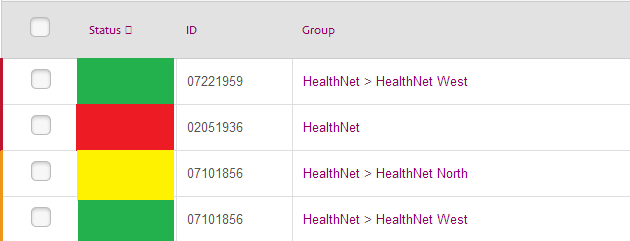 Status ▯ ID Group
07221959 HealthNet > HealthNet West
02051936 HealthNet
07101856 HealthNet > HealthNet North
07101856 HealthNet > HealthNet West